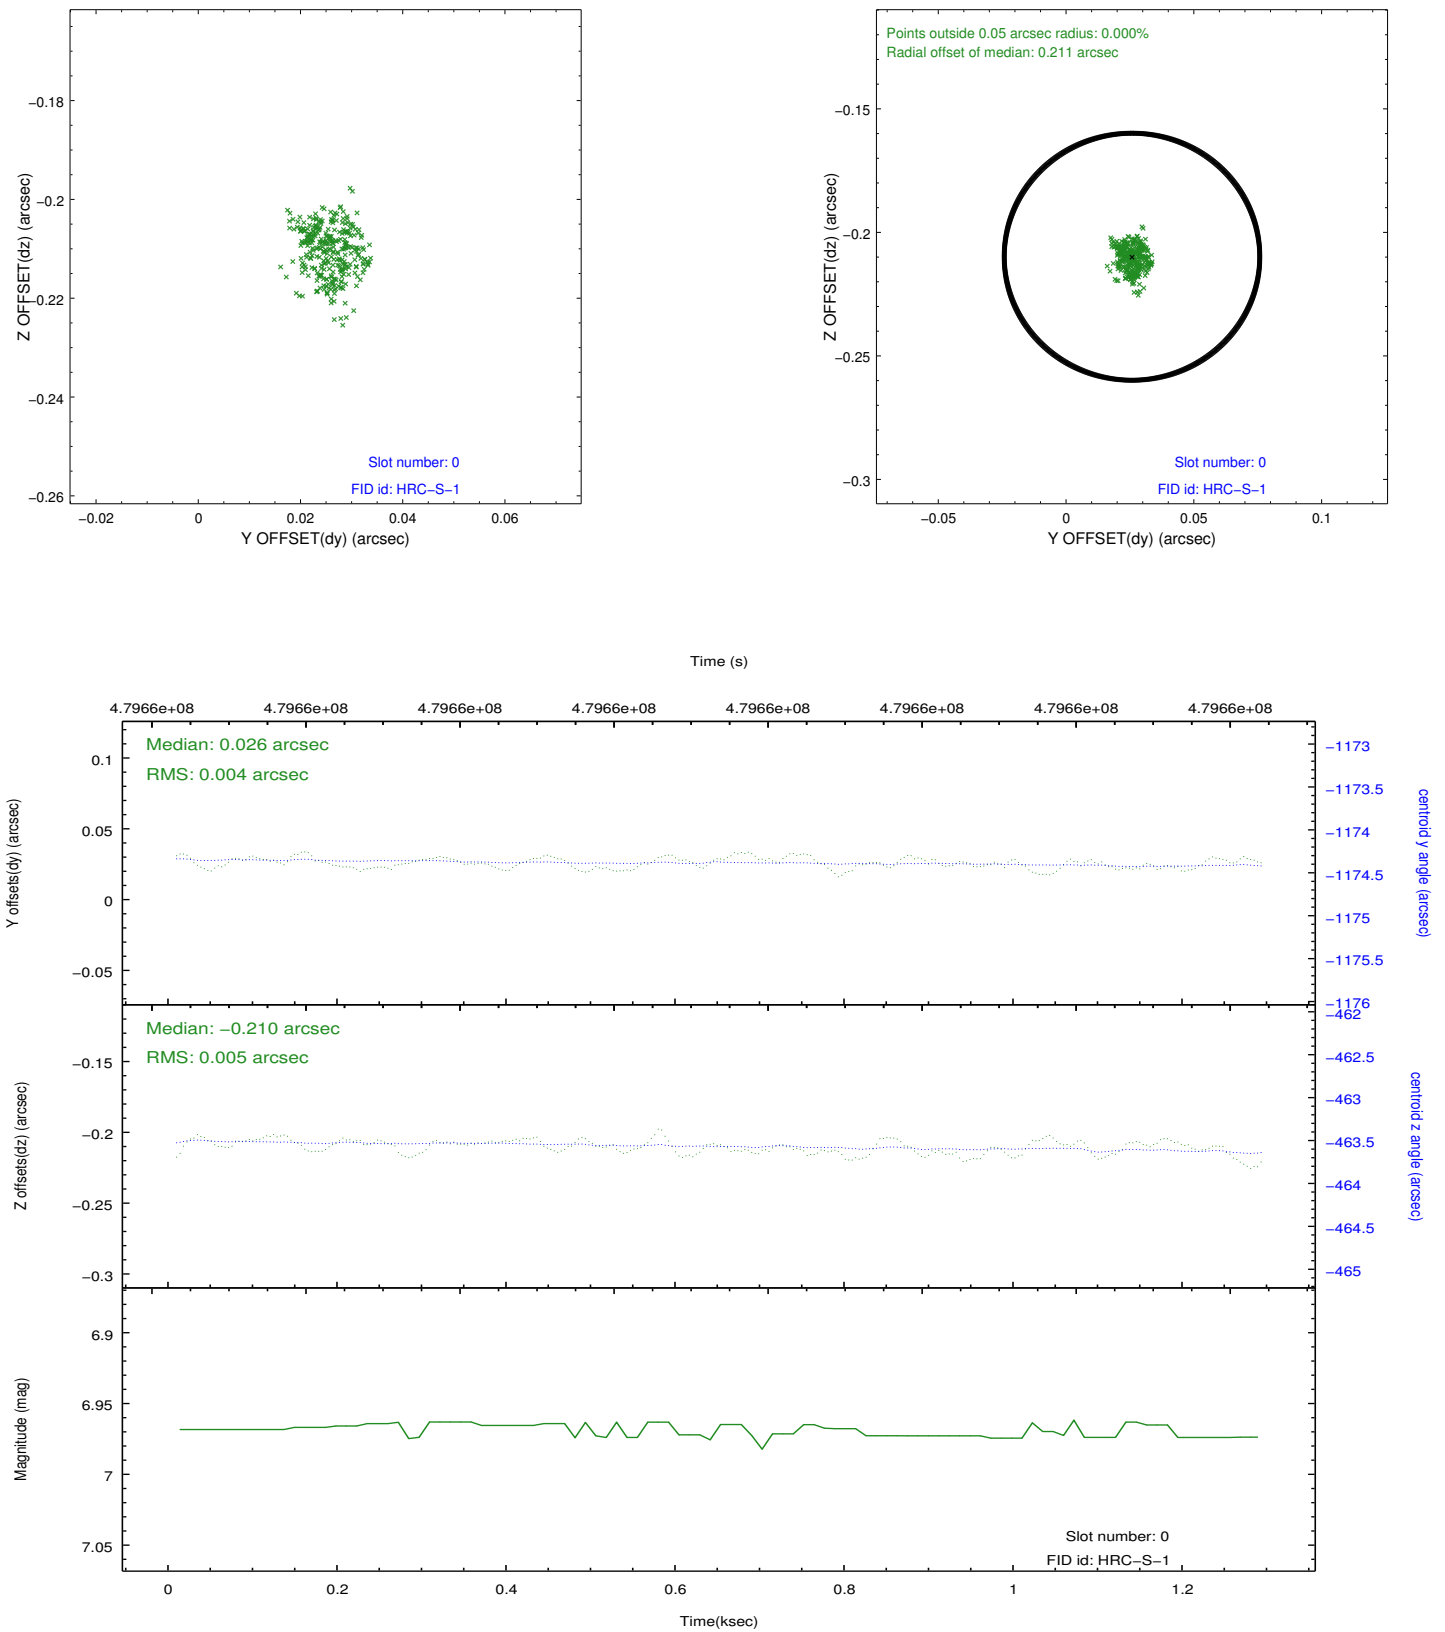 −0.18
−0.2
−0.22
−0.24
−0.26
Z OFFSET(dz) (arcsec)
Slot number: 0
FID id: HRC−S−1
−0.02
0
0.02
0.04
0.06
Y OFFSET(dy) (arcsec)
Points outside 0.05 arcsec radius: 0.000%
Radial offset of median: 0.211 arcsec
−0.15
−0.2
−0.25
−0.3
Z OFFSET(dz) (arcsec)
Slot number: 0
FID id: HRC−S−1
−0.05
0
0.05
0.1
Y OFFSET(dy) (arcsec)
Time (s)
4.7966e+08 4.7966e+08 4.7966e+08 4.7966e+08 4.7966e+08 4.7966e+08 4.7966e+08 4.7966e+08
Median: 0.026 arcsec
RMS: 0.004 arcsec
0.1
0.05
0
−0.05
Y offsets(dy) (arcsec)
−1173
−1173.5
−1174
−1174.5
−1175
−1175.5
−1176
centroid y angle (arcsec)
Median: −0.210 arcsec
RMS: 0.005 arcsec
−0.15
−0.2
−0.25
−0.3
Z offsets(dz) (arcsec)
−462
−462.5
−463
−463.5
−464
−464.5
−465
centroid z angle (arcsec)
6.9
6.95
7
7.05
Magnitude (mag)
Slot number: 0
FID id: HRC−S−1
0 0.2 0.4 0.6 0.8 1 1.2
Time(ksec)